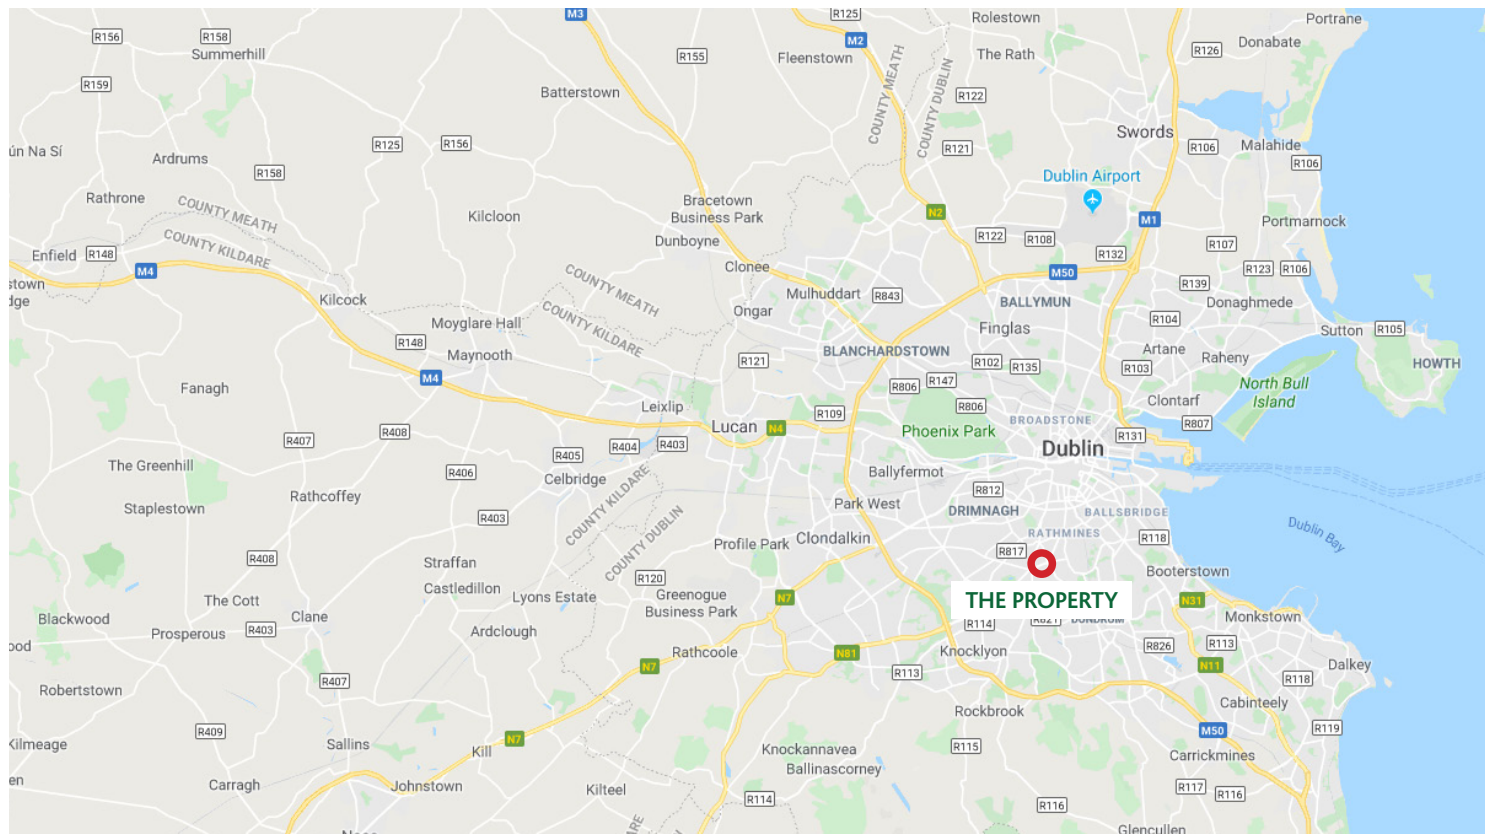 M3
R125
Rolestown
Portrane
R156
R158
Summerhill
R155
M2
Fleenstown
The Rath
R126
Donabate
R159
Batterstown
R122
COUNTY MEATH
COUNTY DUBLIN
Swords
ún Na Sí
Ardrums
R125
R156
R121
R106
Malahide
R106
R158
Dublin Airport
Rathrone
COUNTY MEATH
Kilcloon
Bracetown
Business Park
N2
M1
Portmarnock
Enfield
R148
COUNTY KILDARE
Dunboyne
R122
R108
R132
R107
M4
Clonee
M50
R123
R106
stown
dge
Kilcock
COUNTY MEATH
Mulhuddart
R843
BALLYMUN
R139
Donaghmede
Moyglare Hall
COUNTY KILDARE
Ongar
Finglas
R104
Sutton
R105
R148
Maynooth
R121
BLANCHARDSTOWN
R102
R135
Artane
R103
Raheny
HOWTH
Fanagh
M4
R806
R147
North Bull
Island
Leixlip
R109
R806
Clontarf
R407
R408
Lucan
N4
Phoenix Park
BROADSTONE
R131
R807
R404
R403
Dublin
The Greenhill
R406
R405
Celbridge
Ballyfermot
Rathcoffey
R812
Staplestown
R403
COUNTY KILDARE
COUNTY DUBLIN
Park West
DRIMNAGH
BALLSBRIDGE
Dublin Bay
Profile Park
Clondalkin
RATHMINES
R118
R408
Straffan
R817
Castledillon
R120
Booterstown
The Cott
Lyons Estate
Greenogue
Business Park
N7
THE PROPERTY
N31
Blackwood
Clane
R114
R821
DUNDRUM
Monkstown
Prosperous
R403
Ardclough
ood
Rathcoole
N81
Knocklyon
R826
R113
N7
R113
N11
Dalkey
Robertstown
R407
R118
Rockbrook
Cabinteely
R409
Kilmeage
Sallins
N7
Kill
R115
M50
R119
Knockannavea
Ballinascorney
Carrickmines
en
Carragh
Johnstown
Kilteel
R114
R117
R116
R116
Glencullen